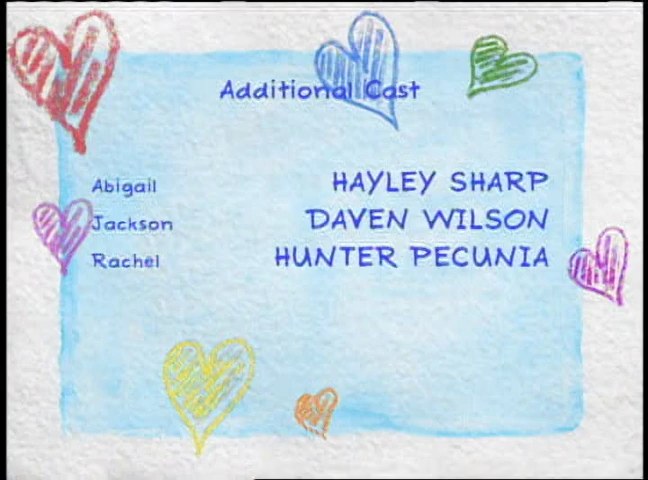 Additional Cast
Abigail HAYLEY SHARP
Jackson DAVEN WILSON
Rachel HUNTER PECUNIA